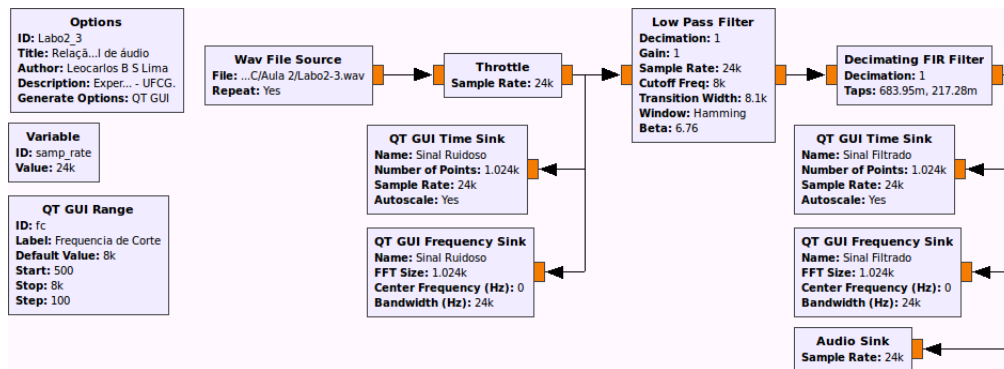 Options
ID: Labo2_3
Title: Relaçã...l de áudio
Author: Leocarlos B S Lima
Description: Exper... - UFCG.
Generate Options: QT GUI
Variable
ID: samp_rate
Value: 24k
QT GUI Range
ID: fc
Label: Frequencia de Corte
Default Value: 8k
Start: 500
Stop: 8k
Step: 100
Wav File Source
File: ...C/Aula 2/Labo2-3.wav
Repeat: Yes
Throttle
Sample Rate: 24k
QT GUI Time Sink
Name: Sinal Ruidoso
Number of Points: 1.024k
Sample Rate: 24k
Autoscale: Yes
QT GUI Frequency Sink
Name: Sinal Ruidoso
FFT Size: 1.024k
Center Frequency (Hz): 0
Bandwidth (Hz): 24k
Low Pass Filter
Decimation: 1
Gain: 1
Sample Rate: 24k
Cutoff Freq: 8k
Transition Width: 8.1k
Window: Hamming
Beta: 6.76
Decimating FIR Filter
Decimation: 1
Taps: 683.95m, 217.28m
QT GUI Time Sink
Name: Sinal Filtrado
Number of Points: 1.024k
Sample Rate: 24k
Autoscale: Yes
QT GUI Frequency Sink
Name: Sinal Filtrado
FFT Size: 1.024k
Center Frequency (Hz): 0
Bandwidth (Hz): 24k
Audio Sink
Sample Rate: 24k